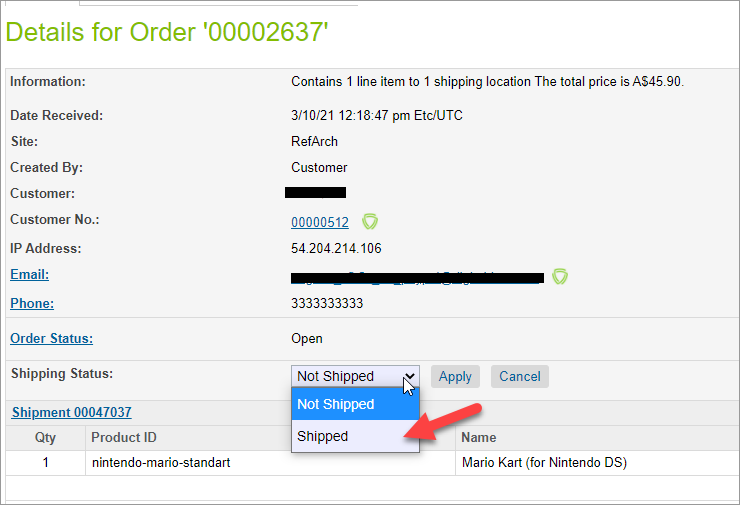 Details for Order '00002637'
Information: Contains 1 line item to 1 shipping location The total price is A$45.90.
Date Received: 3/10/21 12:18:47 pm Etc/UTC
Site: RefArch
Created By: Customer
Customer:
Customer No.: 00000512
IP Address: 54.204.214.106
Email:
Phone: 3333333333
Order Status: Open
Shipping Status: Not Shipped Apply Cancel
Not Shipped
Shipped
Shipment 00047037
Qty Product ID Name
1 nintendo-mario-standart Mario Kart (for Nintendo DS)